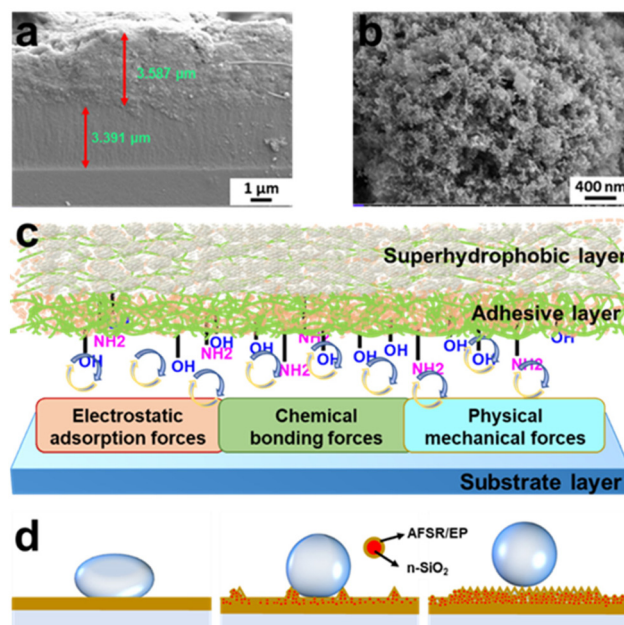 a
3.587 μm
3.391 μm
1 μm
b
400 nm
c
Superhydrophobic layer
Adhesive layer
NH2
OH
OH
NH2
OH
NH2
OH
OH
OH
OH
OH
NH2
NH2
OH
Electrostatic
adsorption forces
Chemical
bonding forces
Physical
mechanical forces
Substrate layer
d
AFSR/EP
n-SiO₂